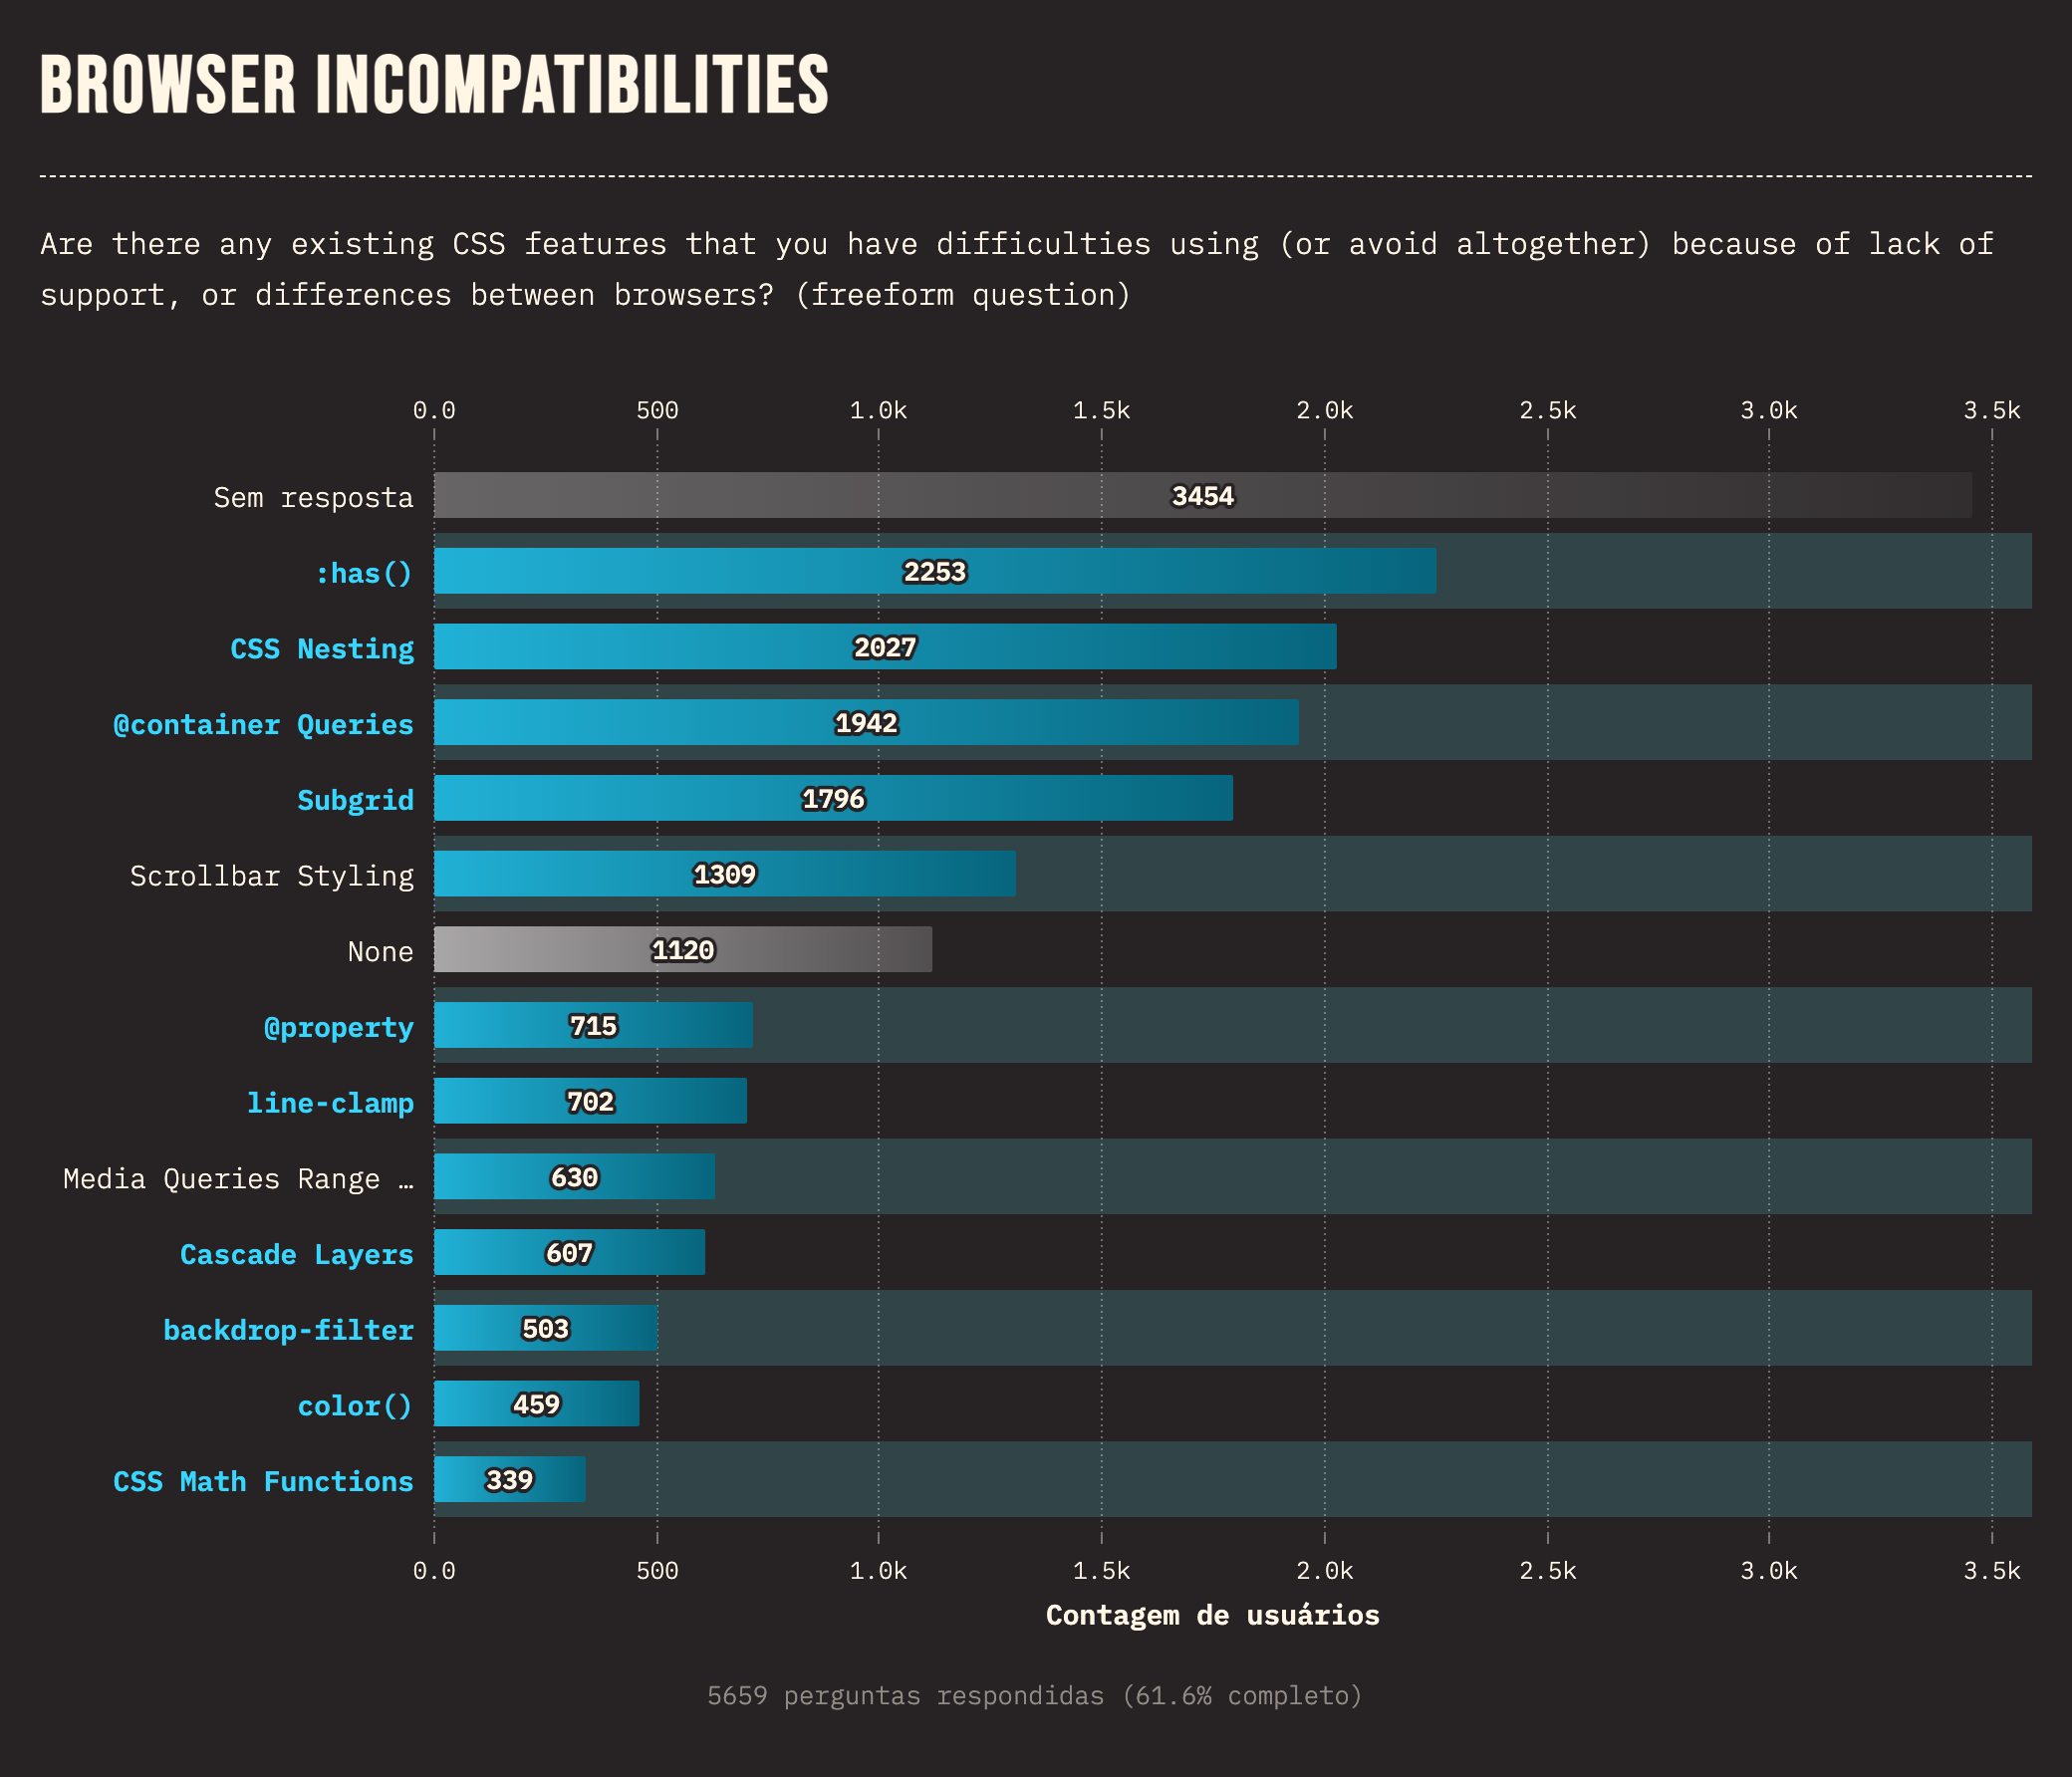 BROWSER INCOMPATIBILITIES
Are there any existing CSS features that you have difficulties using (or avoid altogether) because of lack of
support, or differences between browsers? (freeform question)
0.0 500 1.0k 1.5k 2.0k 2.5k 3.0k 3.5k
Sem resposta 3454
:has() 2253
CSS Nesting 2027
@container Queries 1942
Subgrid 1796
Scrollbar Styling 1309
None 1120
@property 715
line-clamp 702
Media Queries Range … 630
Cascade Layers 607
backdrop-filter 503
color() 459
CSS Math Functions 339
0.0 500 1.0k 1.5k 2.0k 2.5k 3.0k 3.5k
Contagem de usuários
5659 perguntas respondidas (61.6% completo)